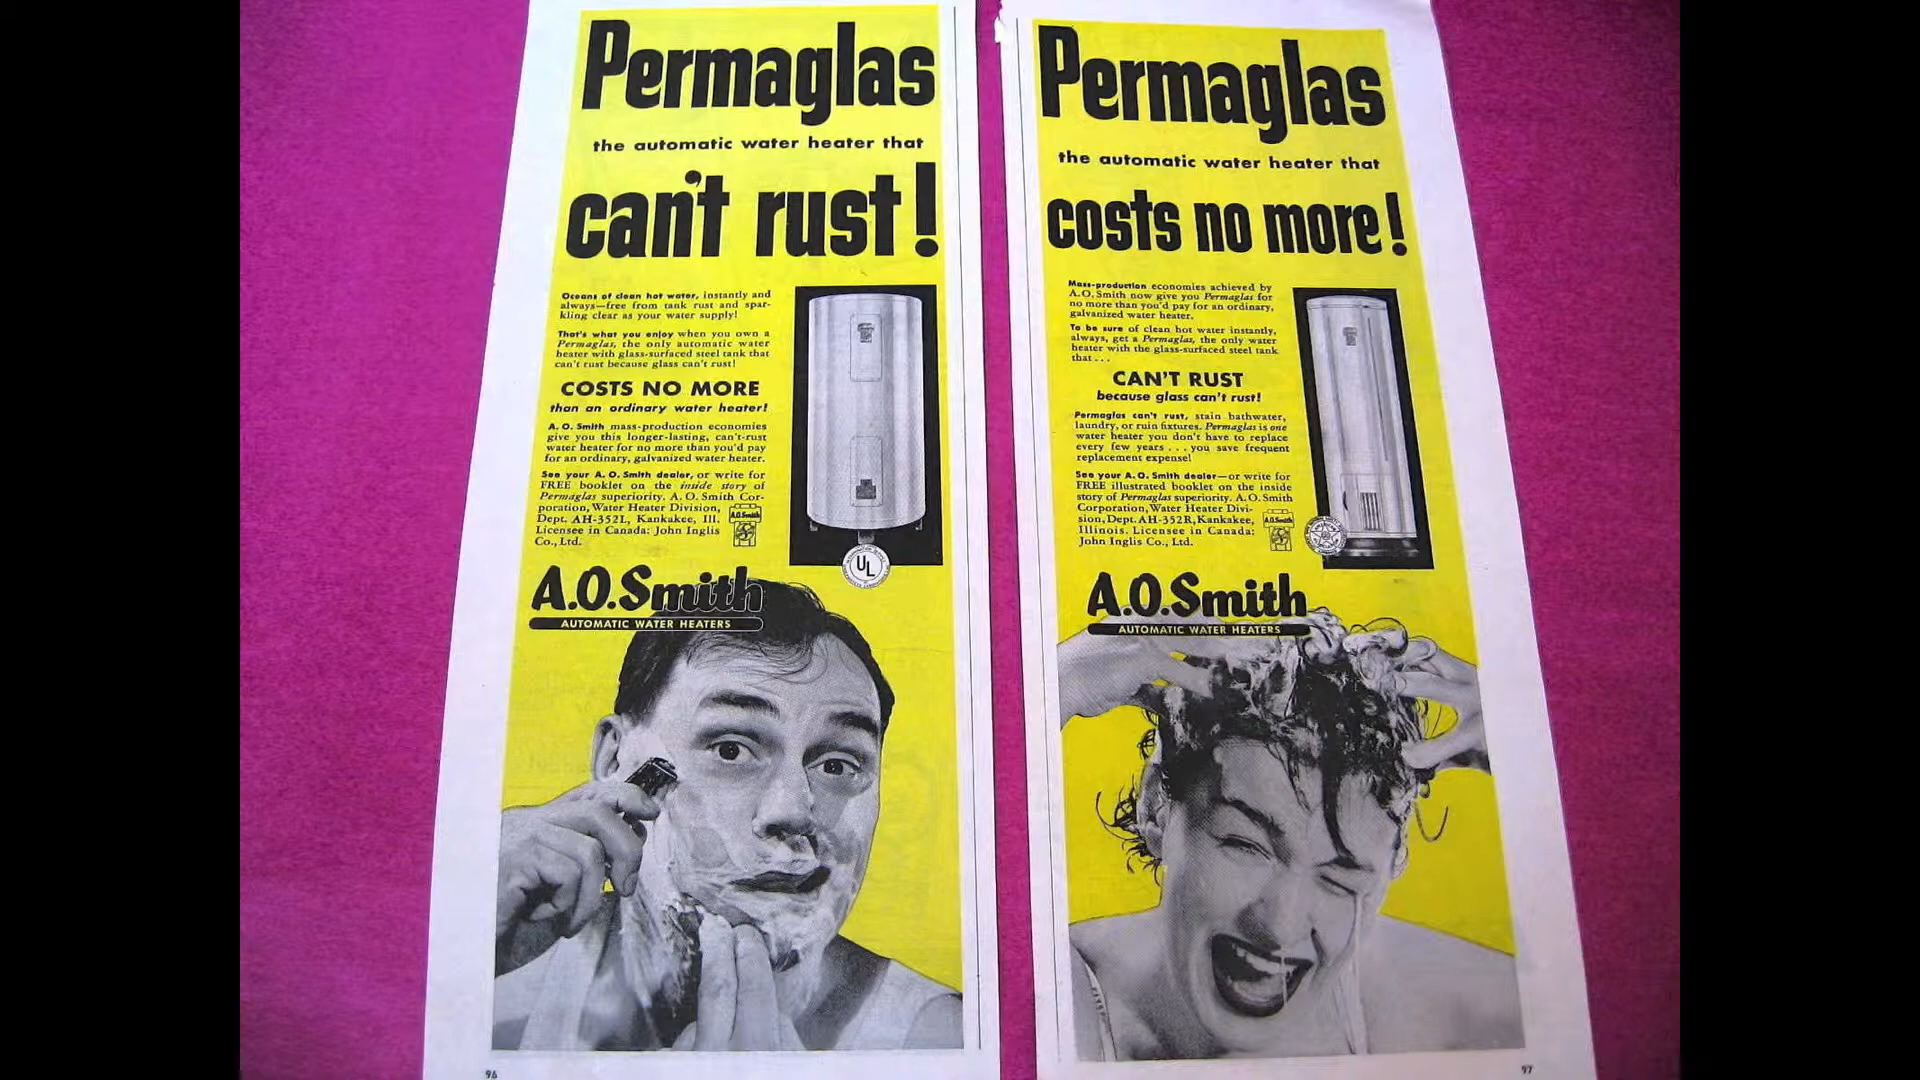 Permaglas
the automatic water heater that
can't rust!
Oceans of clean hot water, instantly and
always—free from tank rust and spar-
kling clear as your water supply!
That's what you enjoy when you own a
Permaglas, the only automatic water
heater with glass-surfaced steel tank that
can't rust because glass can't rust!
COSTS NO MORE
than an ordinary water heater!
A. O. Smith mass-production economies
give you this longer-lasting, can't-rust
water heater for no more than you'd pay
for an ordinary, galvanized water heater.
See your A. O. Smith dealer, or write for
FREE booklet on the inside story of
Permaglas superiority. A. O. Smith Cor-
poration, Water Heater Division,
Dept. AH-352L, Kankakee, Ill.
Licensee in Canada: John Inglis
Co., Ltd.
A.O.Smith
UL
A.O.Smith
AUTOMATIC WATER HEATERS
96
Permaglas
the automatic water heater that
costs no more!
Mass-production economies achieved by
A. O. Smith now give you Permaglas for
no more than you'd pay for an ordinary,
galvanized water heater.
To be sure of clean hot water instantly,
always, get a Permaglas, the only water
heater with the glass-surfaced steel tank
that . . .
CAN'T RUST
because glass can't rust!
Permaglas can't rust, stain bathwater,
laundry, or ruin fixtures. Permaglas is one
water heater you don't have to replace
every few years . . . you save frequent
replacement expense!
See your A. O. Smith dealer—or write for
FREE illustrated booklet on the inside
story of Permaglas superiority. A. O. Smith
Corporation, Water Heater Divi-
sion, Dept. AH-352R, Kankakee,
Illinois. Licensee in Canada:
John Inglis Co., Ltd.
A.O.Smith
A.O.Smith
AUTOMATIC WATER HEATERS
97